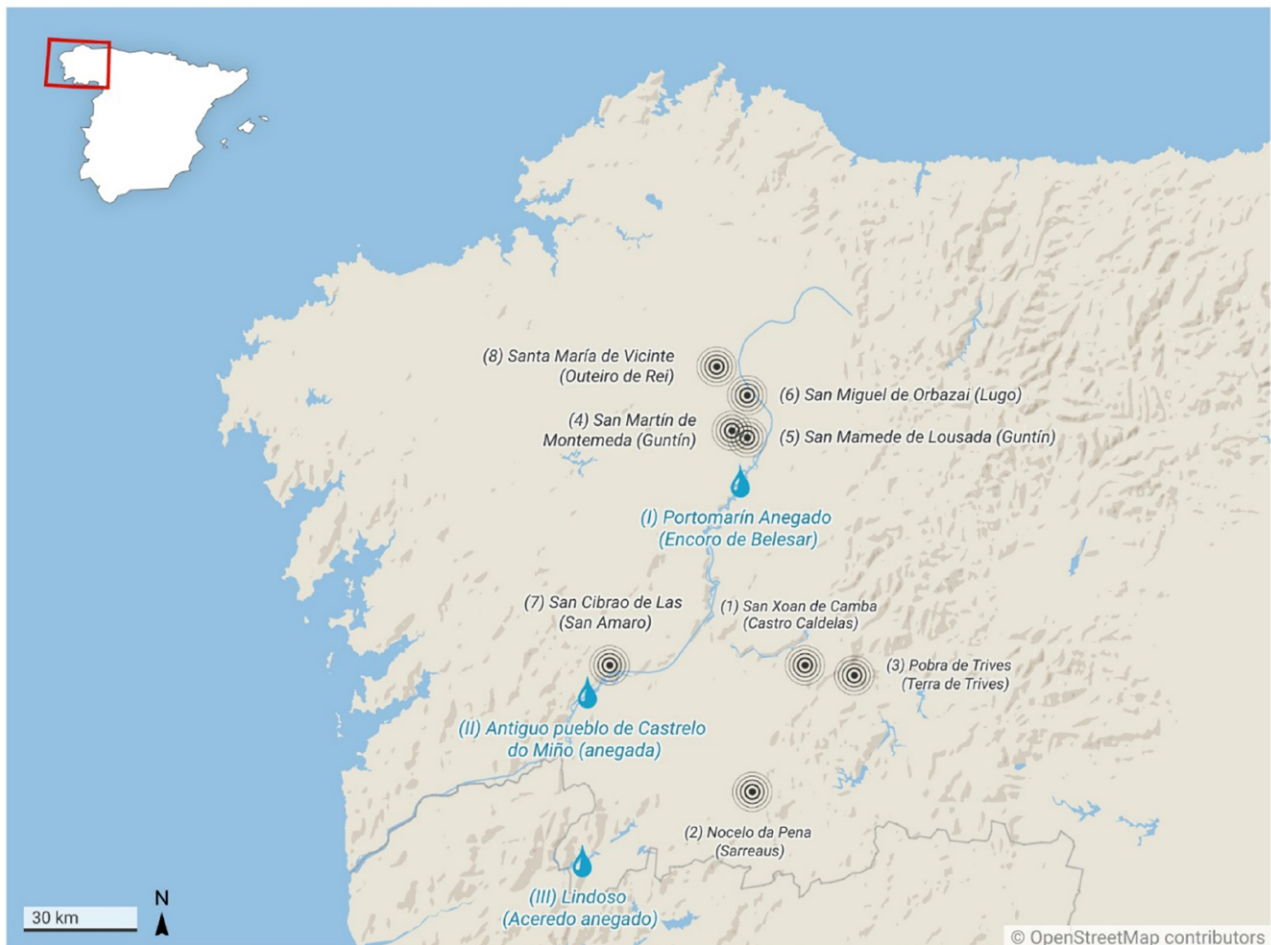 (8) Santa María de Vicinte
(Outeiro de Rei)
(6) San Miguel de Orbazai (Lugo)
(4) San Martín de
Montemeda (Guntín)
(5) San Mamede de Lousada (Guntín)
(I) Portomarín Anegado
(Encoro de Belesar)
(7) San Cibrao de Las
(San Amaro)
(1) San Xoan de Camba
(Castro Caldelas)
(3) Pobra de Trives
(Terra de Trives)
(II) Antiguo pueblo de Castrelo
do Miño (anegada)
(2) Nocelo da Pena
(Sarreaus)
(III) Lindoso
(Aceredo anegado)
30 km
N
© OpenStreetMap contributors